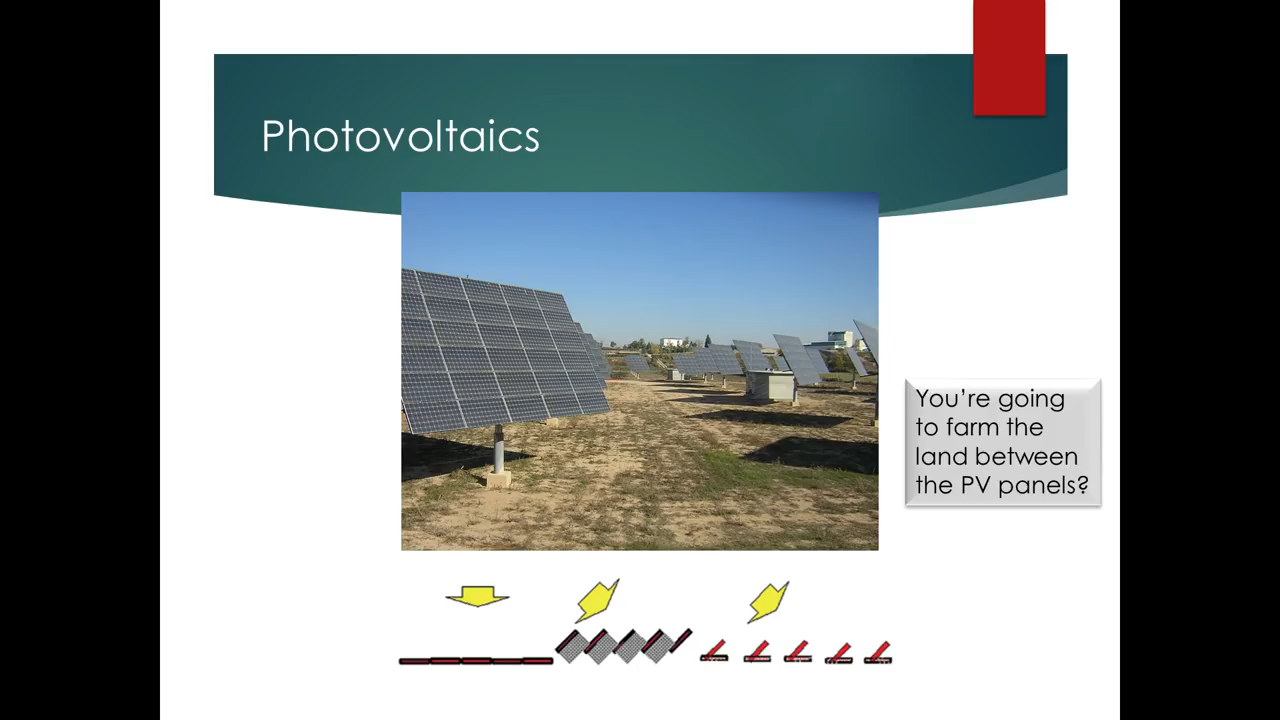 Photovoltaics
You’re going
to farm the
land between
the PV panels?